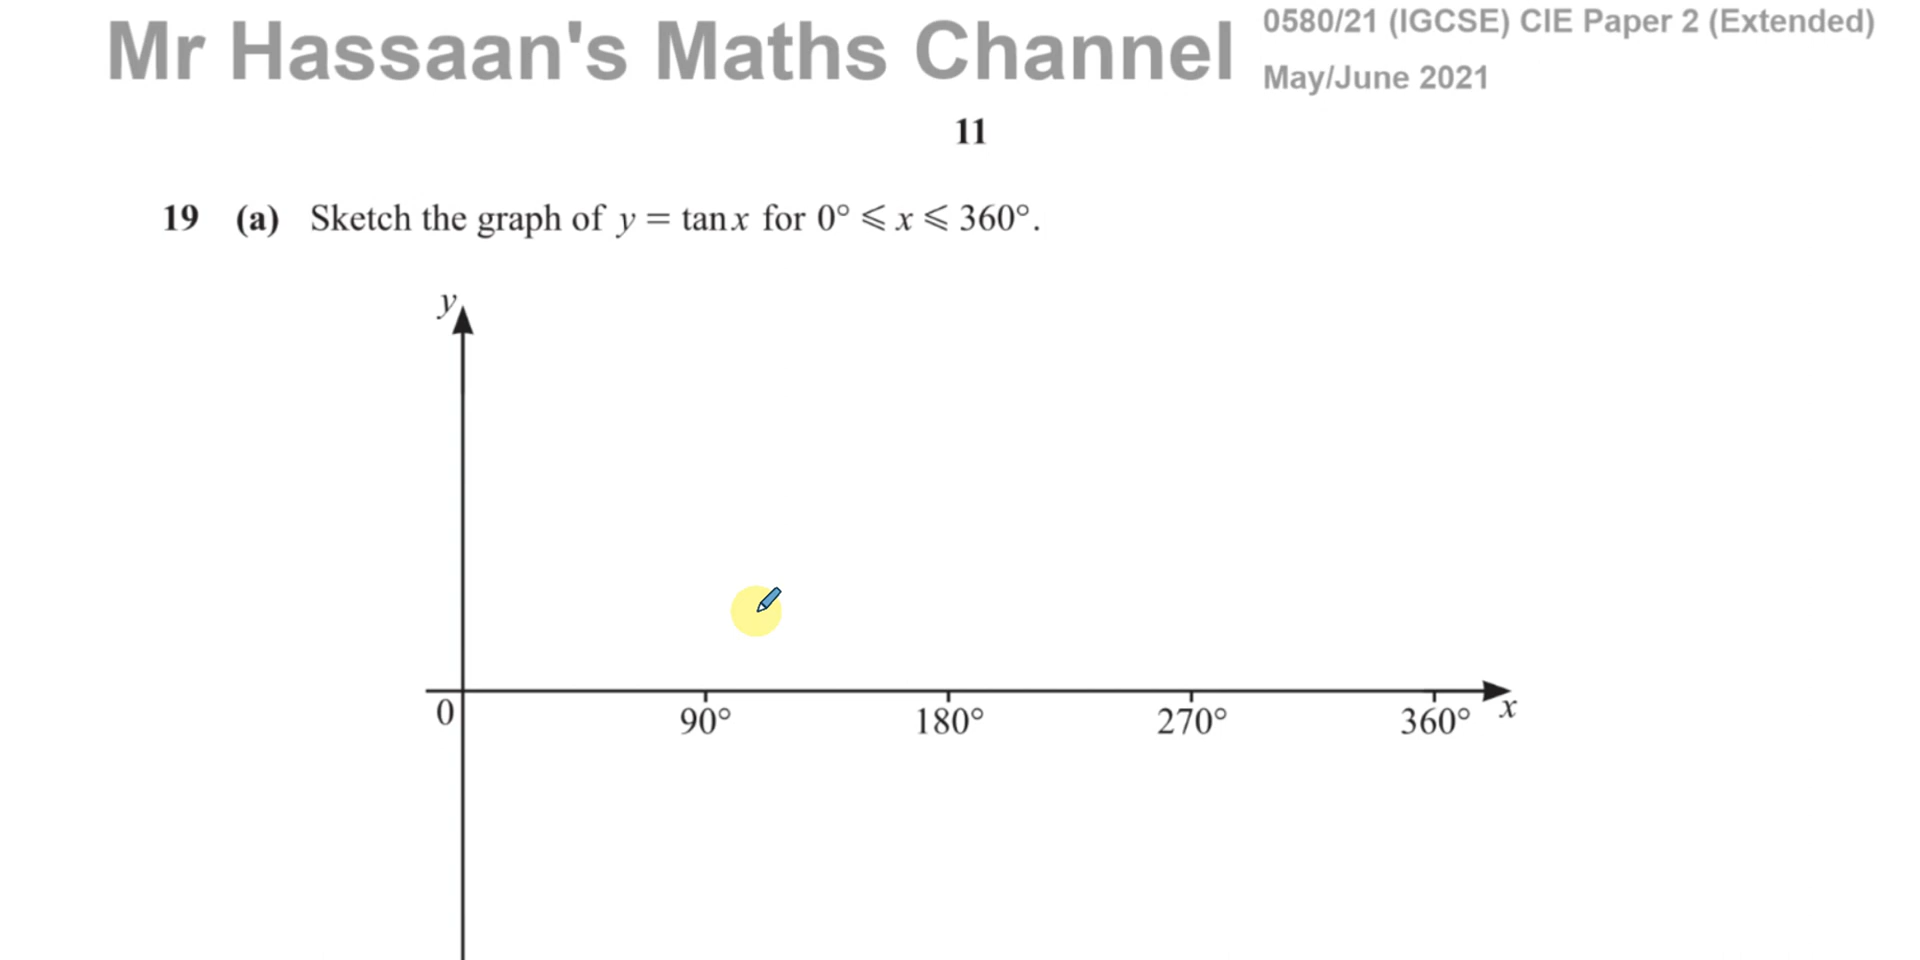 Mr Hassaan's Maths Channel
0580/21 (IGCSE) CIE Paper 2 (Extended)
May/June 2021
11
19 (a) Sketch the graph of y = tan x for 0° ⩽ x ⩽ 360°.
y
0 90° 180° 270° 360° x